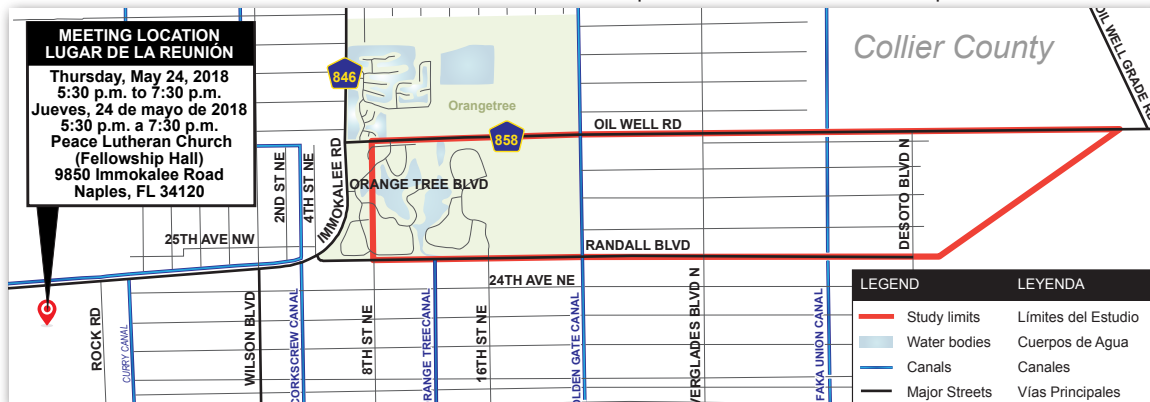 MEETING LOCATION
LUGAR DE LA REUNIÓN
Thursday, May 24, 2018
5:30 p.m. to 7:30 p.m.
Jueves, 24 de mayo de 2018
5:30 p.m. a 7:30 p.m.
Peace Lutheran Church
(Fellowship Hall)
9850 Immokalee Road
Naples, FL 34120
Collier County
OIL WELL GRADE RD
846
Orangetree
858
OIL WELL RD
2ND ST NE
4TH ST NE
IMMOKALEE RD
ORANGE TREE BLVD
DESOTO BLVD N
25TH AVE NW
RANDALL BLVD
24TH AVE NE
ROCK RD
CURRY CANAL
WILSON BLVD
CORKSCREW CANAL
8TH ST NE
RANGE TREECANAL
16TH ST NE
OLDEN GATE CANAL
VERGLADES BLVD N
FAKA UNION CANAL
LEGEND LEYENDA
Study limits Límites del Estudio
Water bodies Cuerpos de Agua
Canals Canales
Major Streets Vías Principales